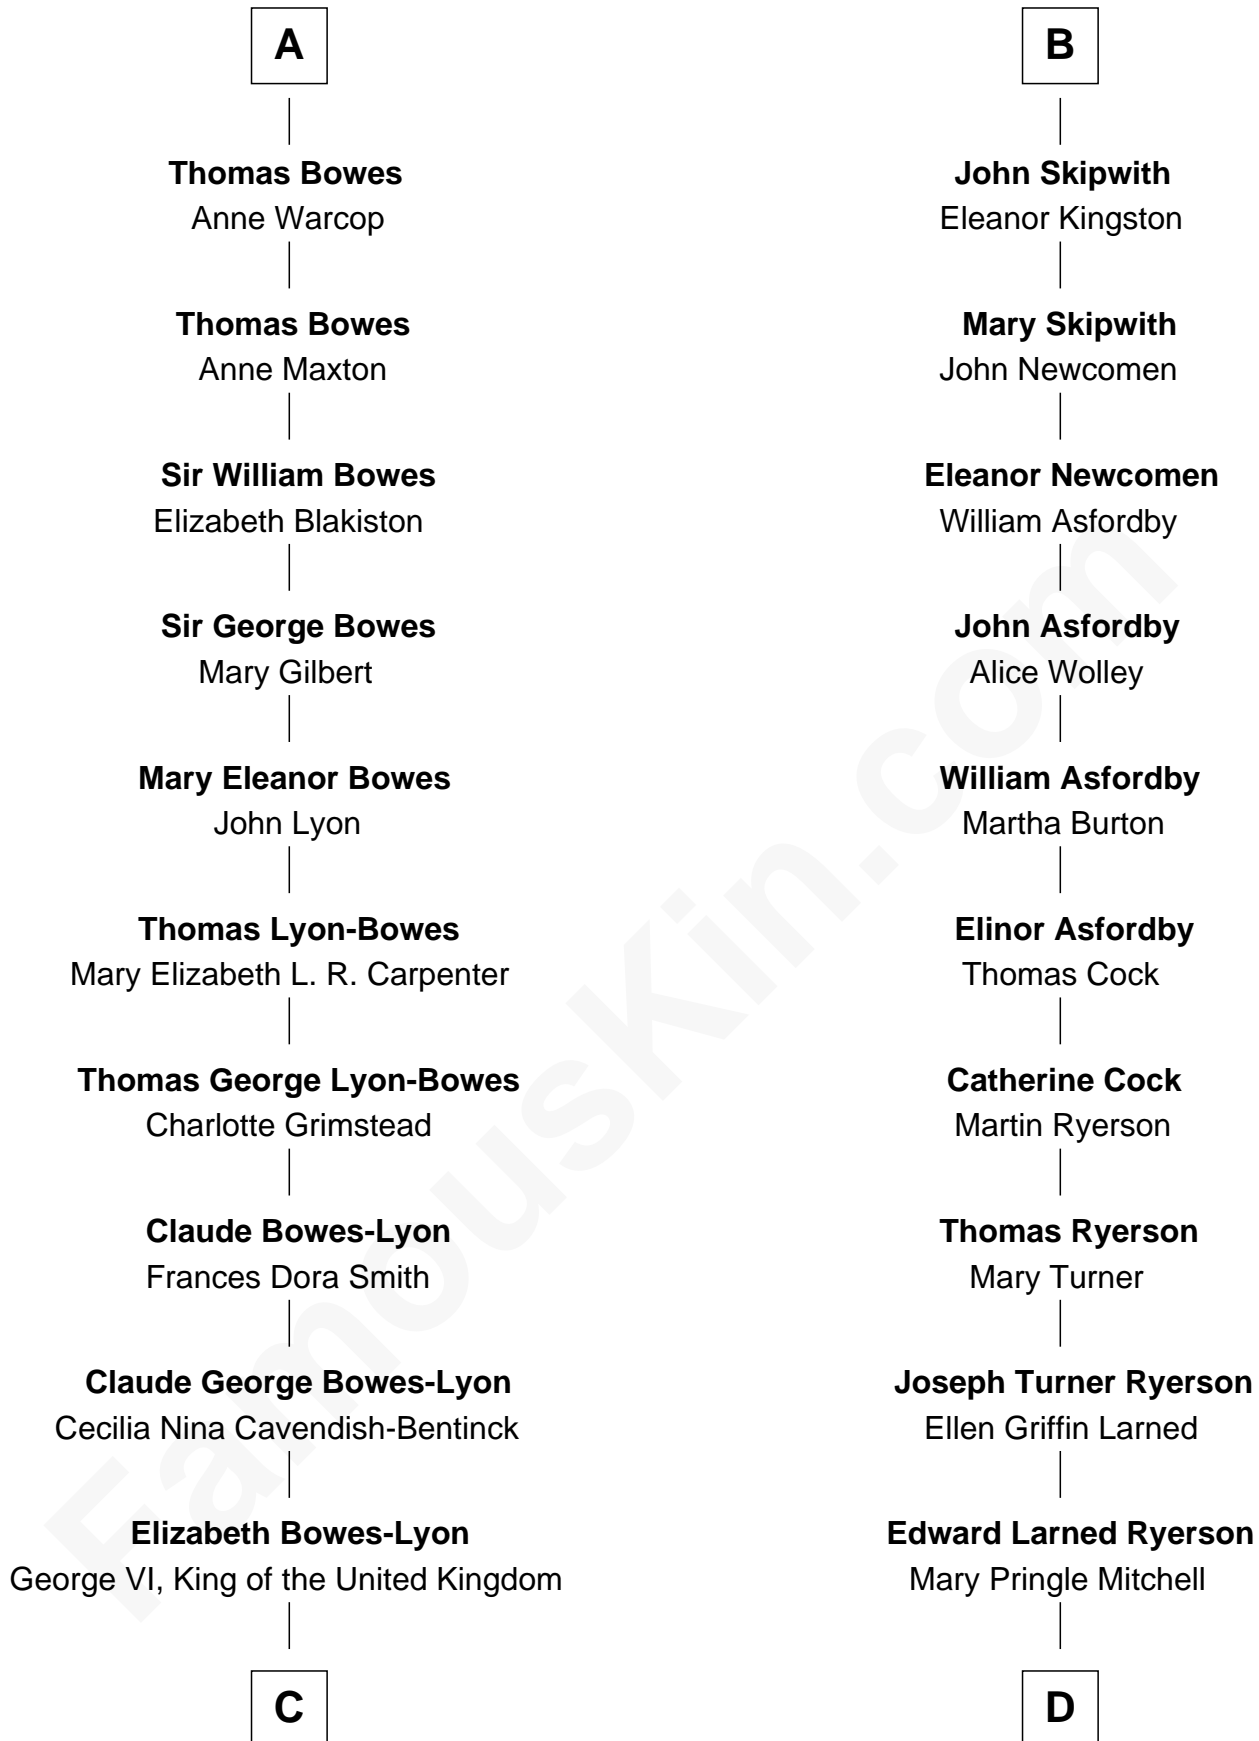 A
Thomas Bowes
Anne Warcop
Thomas Bowes
Anne Maxton
Sir William Bowes
Elizabeth Blakiston
Sir George Bowes
Mary Gilbert
Mary Eleanor Bowes
John Lyon
Thomas Lyon-Bowes
Mary Elizabeth L. R. Carpenter
Thomas George Lyon-Bowes
Charlotte Grimstead
Claude Bowes-Lyon
Frances Dora Smith
Claude George Bowes-Lyon
Cecilia Nina Cavendish-Bentinck
Elizabeth Bowes-Lyon
George VI, King of the United Kingdom
C
B
John Skipwith
Eleanor Kingston
Mary Skipwith
John Newcomen
Eleanor Newcomen
William Asfordby
John Asfordby
Alice Wolley
William Asfordby
Martha Burton
Elinor Asfordby
Thomas Cock
Catherine Cock
Martin Ryerson
Thomas Ryerson
Mary Turner
Joseph Turner Ryerson
Ellen Griffin Larned
Edward Larned Ryerson
Mary Pringle Mitchell
D
FamousKin.com